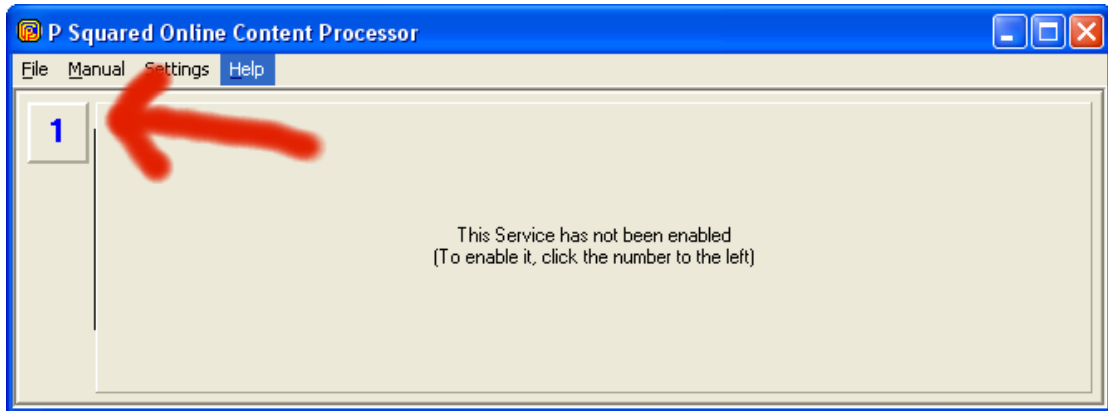 P Squared Online Content Processor
File Manual Settings Help
1
This Service has not been enabled
(To enable it, click the number to the left)